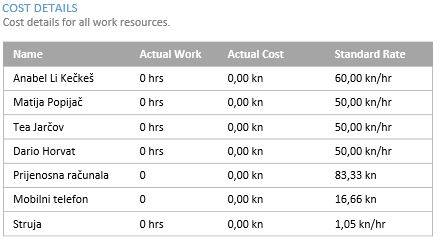 COST DETAILS
Cost details for all work resources.
Name Actual Work Actual Cost Standard Rate
Anabel Li Kečkeš 0 hrs 0,00 kn 60,00 kn/hr
Matija Popijač 0 hrs 0,00 kn 50,00 kn/hr
Tea Jarčov 0 hrs 0,00 kn 50,00 kn/hr
Dario Horvat 0 hrs 0,00 kn 50,00 kn/hr
Prijenosna računala 0 0,00 kn 83,33 kn
Mobilni telefon 0 0,00 kn 16,66 kn
Struja 0 hrs 0,00 kn 1,05 kn/hr